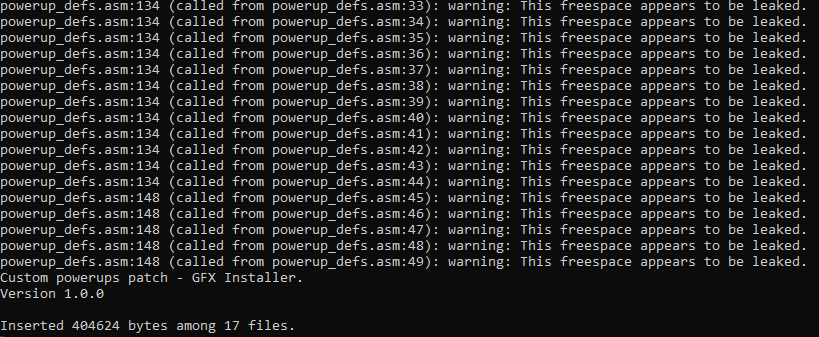 powerup_defs.asm:134 (called from powerup_defs.asm:33): warning: This freespace appears to be leaked.
powerup_defs.asm:134 (called from powerup_defs.asm:34): warning: This freespace appears to be leaked.
powerup_defs.asm:134 (called from powerup_defs.asm:35): warning: This freespace appears to be leaked.
powerup_defs.asm:134 (called from powerup_defs.asm:36): warning: This freespace appears to be leaked.
powerup_defs.asm:134 (called from powerup_defs.asm:37): warning: This freespace appears to be leaked.
powerup_defs.asm:134 (called from powerup_defs.asm:38): warning: This freespace appears to be leaked.
powerup_defs.asm:134 (called from powerup_defs.asm:39): warning: This freespace appears to be leaked.
powerup_defs.asm:134 (called from powerup_defs.asm:40): warning: This freespace appears to be leaked.
powerup_defs.asm:134 (called from powerup_defs.asm:41): warning: This freespace appears to be leaked.
powerup_defs.asm:134 (called from powerup_defs.asm:42): warning: This freespace appears to be leaked.
powerup_defs.asm:134 (called from powerup_defs.asm:43): warning: This freespace appears to be leaked.
powerup_defs.asm:134 (called from powerup_defs.asm:44): warning: This freespace appears to be leaked.
powerup_defs.asm:148 (called from powerup_defs.asm:45): warning: This freespace appears to be leaked.
powerup_defs.asm:148 (called from powerup_defs.asm:46): warning: This freespace appears to be leaked.
powerup_defs.asm:148 (called from powerup_defs.asm:47): warning: This freespace appears to be leaked.
powerup_defs.asm:148 (called from powerup_defs.asm:48): warning: This freespace appears to be leaked.
powerup_defs.asm:148 (called from powerup_defs.asm:49): warning: This freespace appears to be leaked.
Custom powerups patch - GFX Installer.
Version 1.0.0
Inserted 404624 bytes among 17 files.